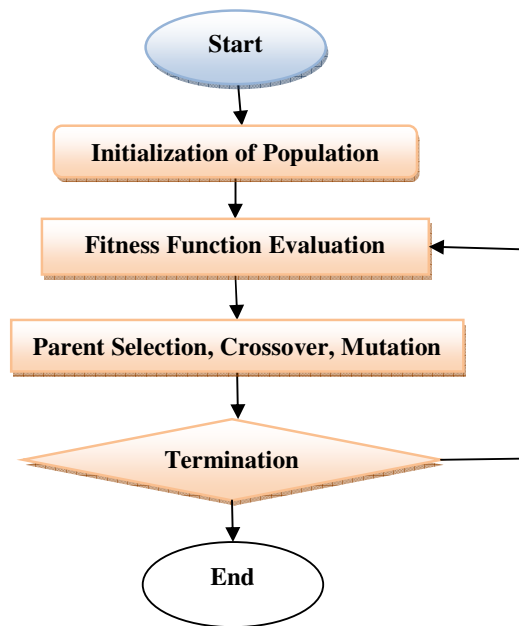 Start
Initialization of Population
Fitness Function Evaluation
Parent Selection, Crossover, Mutation
Termination
End